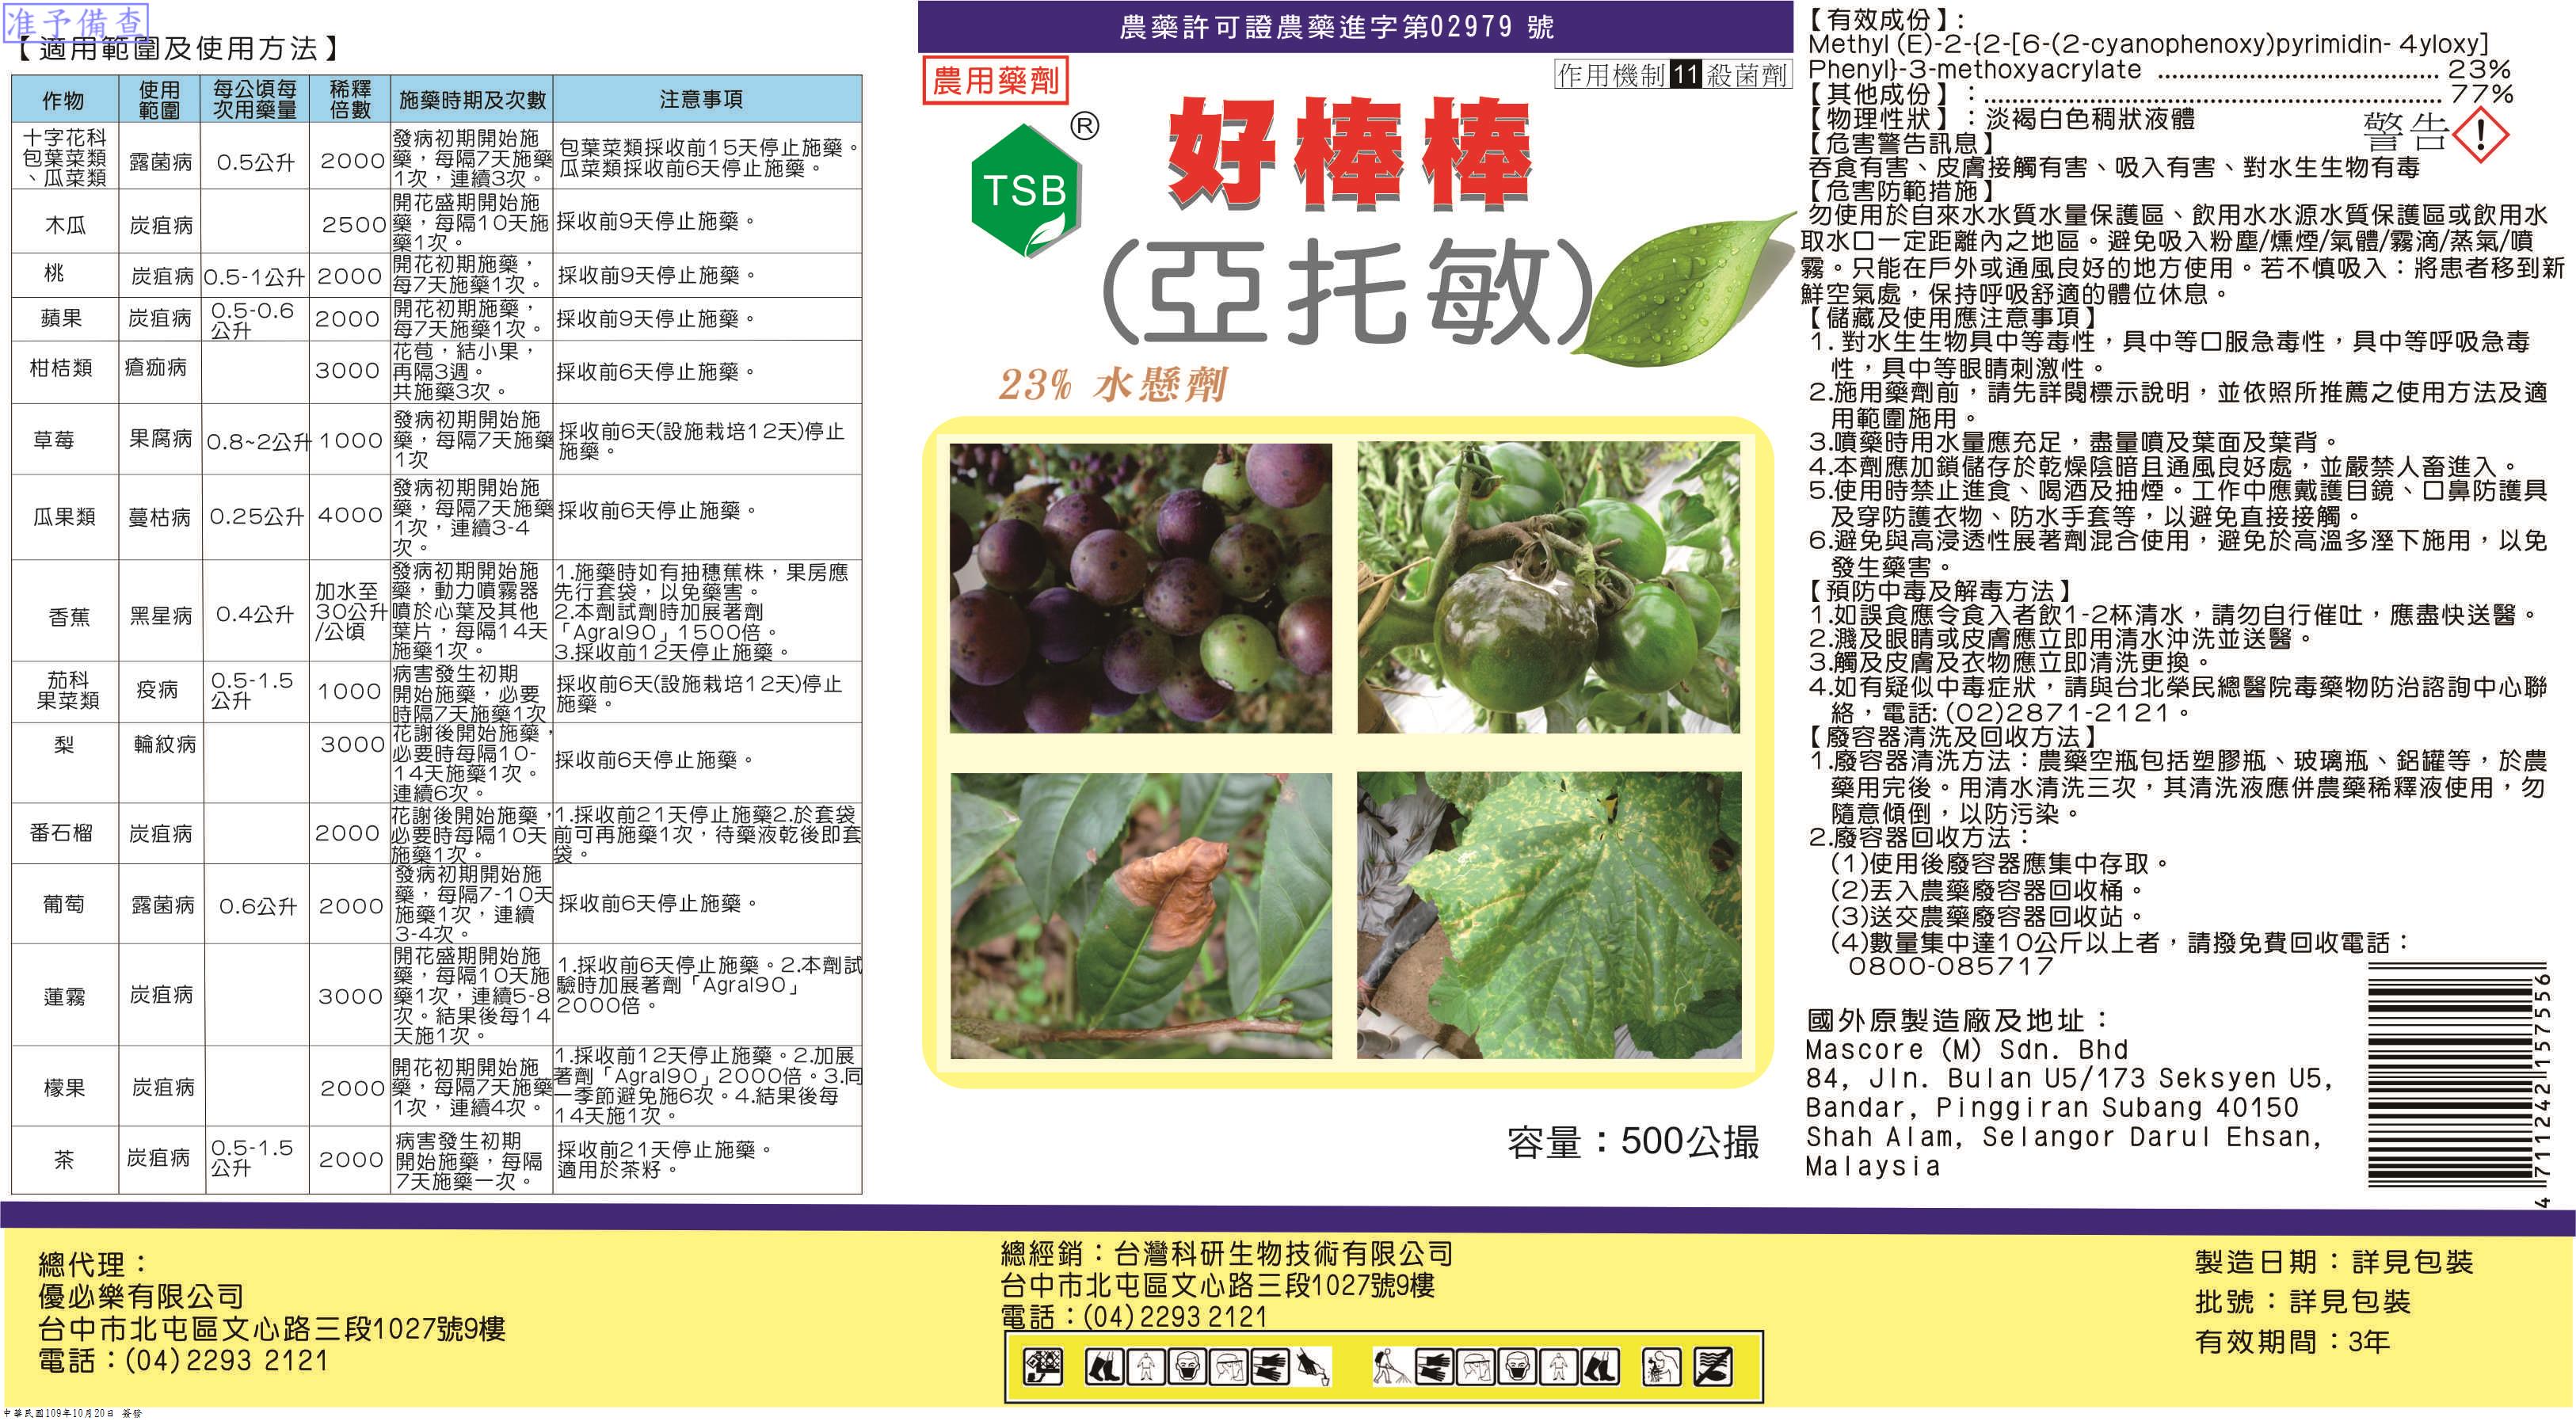 准予備查
【適用範圍及使用方法】
作物 使用範圍 每公頃每次用藥量 稀釋倍數 施藥時期及次數 注意事項
十字花科包葉菜類、瓜菜類 露菌病 0.5公升 2000 發病初期開始施藥，每隔7天施藥1次，連續3次。 包葉菜類採收前15天停止施藥。瓜菜類採收前6天停止施藥。
木瓜 炭疽病 2500 開花盛期開始施藥，每隔10天施藥1次。 採收前9天停止施藥。
桃 炭疽病 0.5-1公升 2000 開花初期施藥，每7天施藥1次。 採收前9天停止施藥。
蘋果 炭疽病 0.5-0.6公升 2000 開花初期施藥，每7天施藥1次。 採收前9天停止施藥。
柑桔類 瘡痂病 3000 花苞，結小果，再隔3週。共施藥3次。 採收前6天停止施藥。
草莓 果腐病 0.8~2公升 1000 發病初期開始施藥，每隔7天施藥1次 採收前6天(設施栽培12天)停止施藥。
瓜果類 蔓枯病 0.25公升 4000 發病初期開始施藥，每隔7天施藥1次，連續3-4次。 採收前6天停止施藥。
香蕉 黑星病 0.4公升 加水至30公升/公頃 發病初期開始施藥，動力噴霧器噴於心葉及其他葉片，每隔14天施藥1次。 1.施藥時如有抽穗蕉株，果房應先行套袋，以免藥害。2.本劑試劑時加展著劑「Agral90」1500倍。3.採收前12天停止施藥。
茄科果菜類 疫病 0.5-1.5公升 1000 病害發生初期開始施藥，必要時隔7天施藥1次 採收前6天(設施栽培12天)停止施藥。
梨 輪紋病 3000 花謝後開始施藥，必要時每隔10-14天施藥1次。連續6次。 採收前6天停止施藥。
番石榴 炭疽病 2000 花謝後開始施藥，必要時每隔10天施藥1次。 1.採收前21天停止施藥2.於套袋前可再施藥1次，待藥液乾後即套袋。
葡萄 露菌病 0.6公升 2000 發病初期開始施藥，每隔7-10天施藥1次，連續3-4次。 採收前6天停止施藥。
蓮霧 炭疽病 3000 開花盛期開始施藥，每隔10天施藥1次，連續5-8次。結果後每14天施1次。 1.採收前6天停止施藥。2.本劑試驗時加展著劑「Agral90」2000倍。
檬果 炭疽病 2000 開花初期開始施藥，每隔7天施藥1次，連續4次。 1.採收前12天停止施藥。2.加展著劑「Agral90」2000倍。3.同一季節避免施6次。4.結果後每14天施1次。
茶 炭疽病 0.5-1.5公升 2000 病害發生初期開始施藥，每隔7天施藥一次。 採收前21天停止施藥。適用於茶籽。
農藥許可證農藥進字第02979 號
農用藥劑
作用機制 11 殺菌劑
TSB
®
好棒棒
(亞托敏)
23% 水懸劑
容量：500公撮
【有效成份】:
Methyl (E)-2-{2-[6-(2-cyanophenoxy)pyrimidin- 4yloxy]
Phenyl}-3-methoxyacrylate ........................................ 23%
【其他成份】：................................................................ 77%
【物理性狀】：淡褐白色稠狀液體
警告
【危害警告訊息】
吞食有害、皮膚接觸有害、吸入有害、對水生生物有毒
【危害防範措施】
勿使用於自來水水質水量保護區、飲用水水源水質保護區或飲用水
取水口一定距離內之地區。避免吸入粉塵/燻煙/氣體/霧滴/蒸氣/噴
霧。只能在戶外或通風良好的地方使用。若不慎吸入：將患者移到新
鮮空氣處，保持呼吸舒適的體位休息。
【儲藏及使用應注意事項】
1. 對水生生物具中等毒性，具中等口服急毒性，具中等呼吸急毒
性，具中等眼睛刺激性。
2.施用藥劑前，請先詳閱標示說明，並依照所推薦之使用方法及適
用範圍施用。
3.噴藥時用水量應充足，盡量噴及葉面及葉背。
4.本劑應加鎖儲存於乾燥陰暗且通風良好處，並嚴禁人畜進入。
5.使用時禁止進食、喝酒及抽煙。工作中應戴護目鏡、口鼻防護具
及穿防護衣物、防水手套等，以避免直接接觸。
6.避免與高浸透性展著劑混合使用，避免於高溫多溼下施用，以免
發生藥害。
【預防中毒及解毒方法】
1.如誤食應令食入者飲1-2杯清水，請勿自行催吐，應盡快送醫。
2.濺及眼睛或皮膚應立即用清水沖洗並送醫。
3.觸及皮膚及衣物應立即清洗更換。
4.如有疑似中毒症狀，請與台北榮民總醫院毒藥物防治諮詢中心聯
絡，電話: (02)2871-2121。
【廢容器清洗及回收方法】
1.廢容器清洗方法：農藥空瓶包括塑膠瓶、玻璃瓶、鋁罐等，於農
藥用完後。用清水清洗三次，其清洗液應併農藥稀釋液使用，勿
隨意傾倒，以防污染。
2.廢容器回收方法：
(1)使用後廢容器應集中存取。
(2)丟入農藥廢容器回收桶。
(3)送交農藥廢容器回收站。
(4)數量集中達10公斤以上者，請撥免費回收電話：
0800-085717
國外原製造廠及地址：
Mascore (M) Sdn. Bhd
84, Jln. Bulan U5/173 Seksyen U5,
Bandar, Pinggiran Subang 40150
Shah Alam, Selangor Darul Ehsan,
Malaysia
4711242157556
總代理：
優必樂有限公司
台中市北屯區文心路三段1027號9樓
電話：(04)2293 2121
總經銷：台灣科研生物技術有限公司
台中市北屯區文心路三段1027號9樓
電話：(04)2293 2121
製造日期：詳見包裝
批號：詳見包裝
有效期間：3年
中華民國109年10月20日 簽發